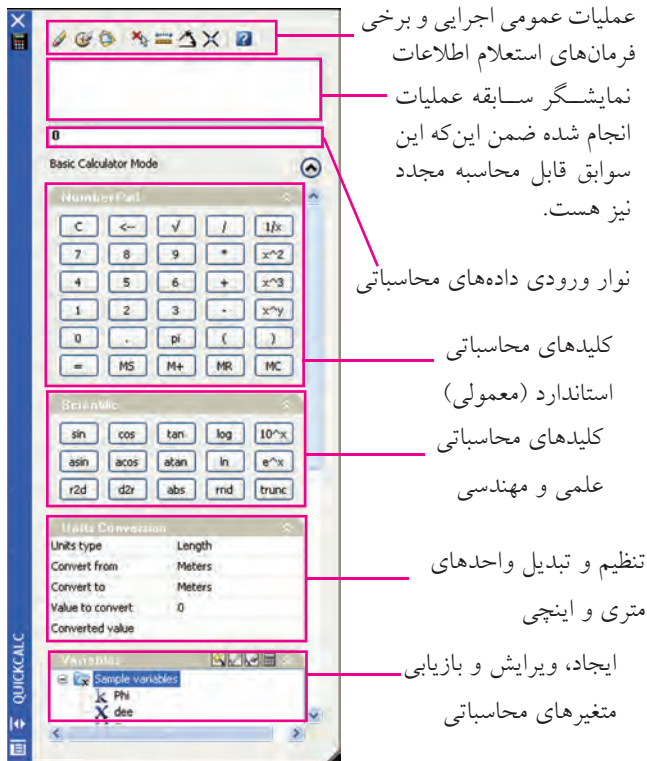 عملیات عمومی اجرایی و برخی
فرمان‌های استعلام اطلاعات
نمایشـــگر ســـابقه عملیات
انجام شده ضمن این‌که این
سوابق قابل محاسبه مجدد
نیز هست.
0
Basic Calculator Mode
نوار ورودی داده‌های محاسباتی
Number Pad
C <-- √ / 1/x
7 8 9 * x^2
4 5 6 + x^3
1 2 3 - x^y
0 . pi ( )
= MS M+ MR MC
کلیدهای محاسباتی
استاندارد (معمولی)
Scientific
sin cos tan log 10^x
asin acos atan ln e^x
r2d d2r abs rnd trunc
کلیدهای محاسباتی
علمی و مهندسی
Units Conversion
Units type Length
Convert from Meters
Convert to Meters
Value to convert 0
Converted value
تنظیم و تبدیل واحدهای
متری و اینچی
Variables
Sample variables
k Phi
X dee
ایجاد، ویرایش و بازیابی
متغیرهای محاسباتی
QUICKCALC